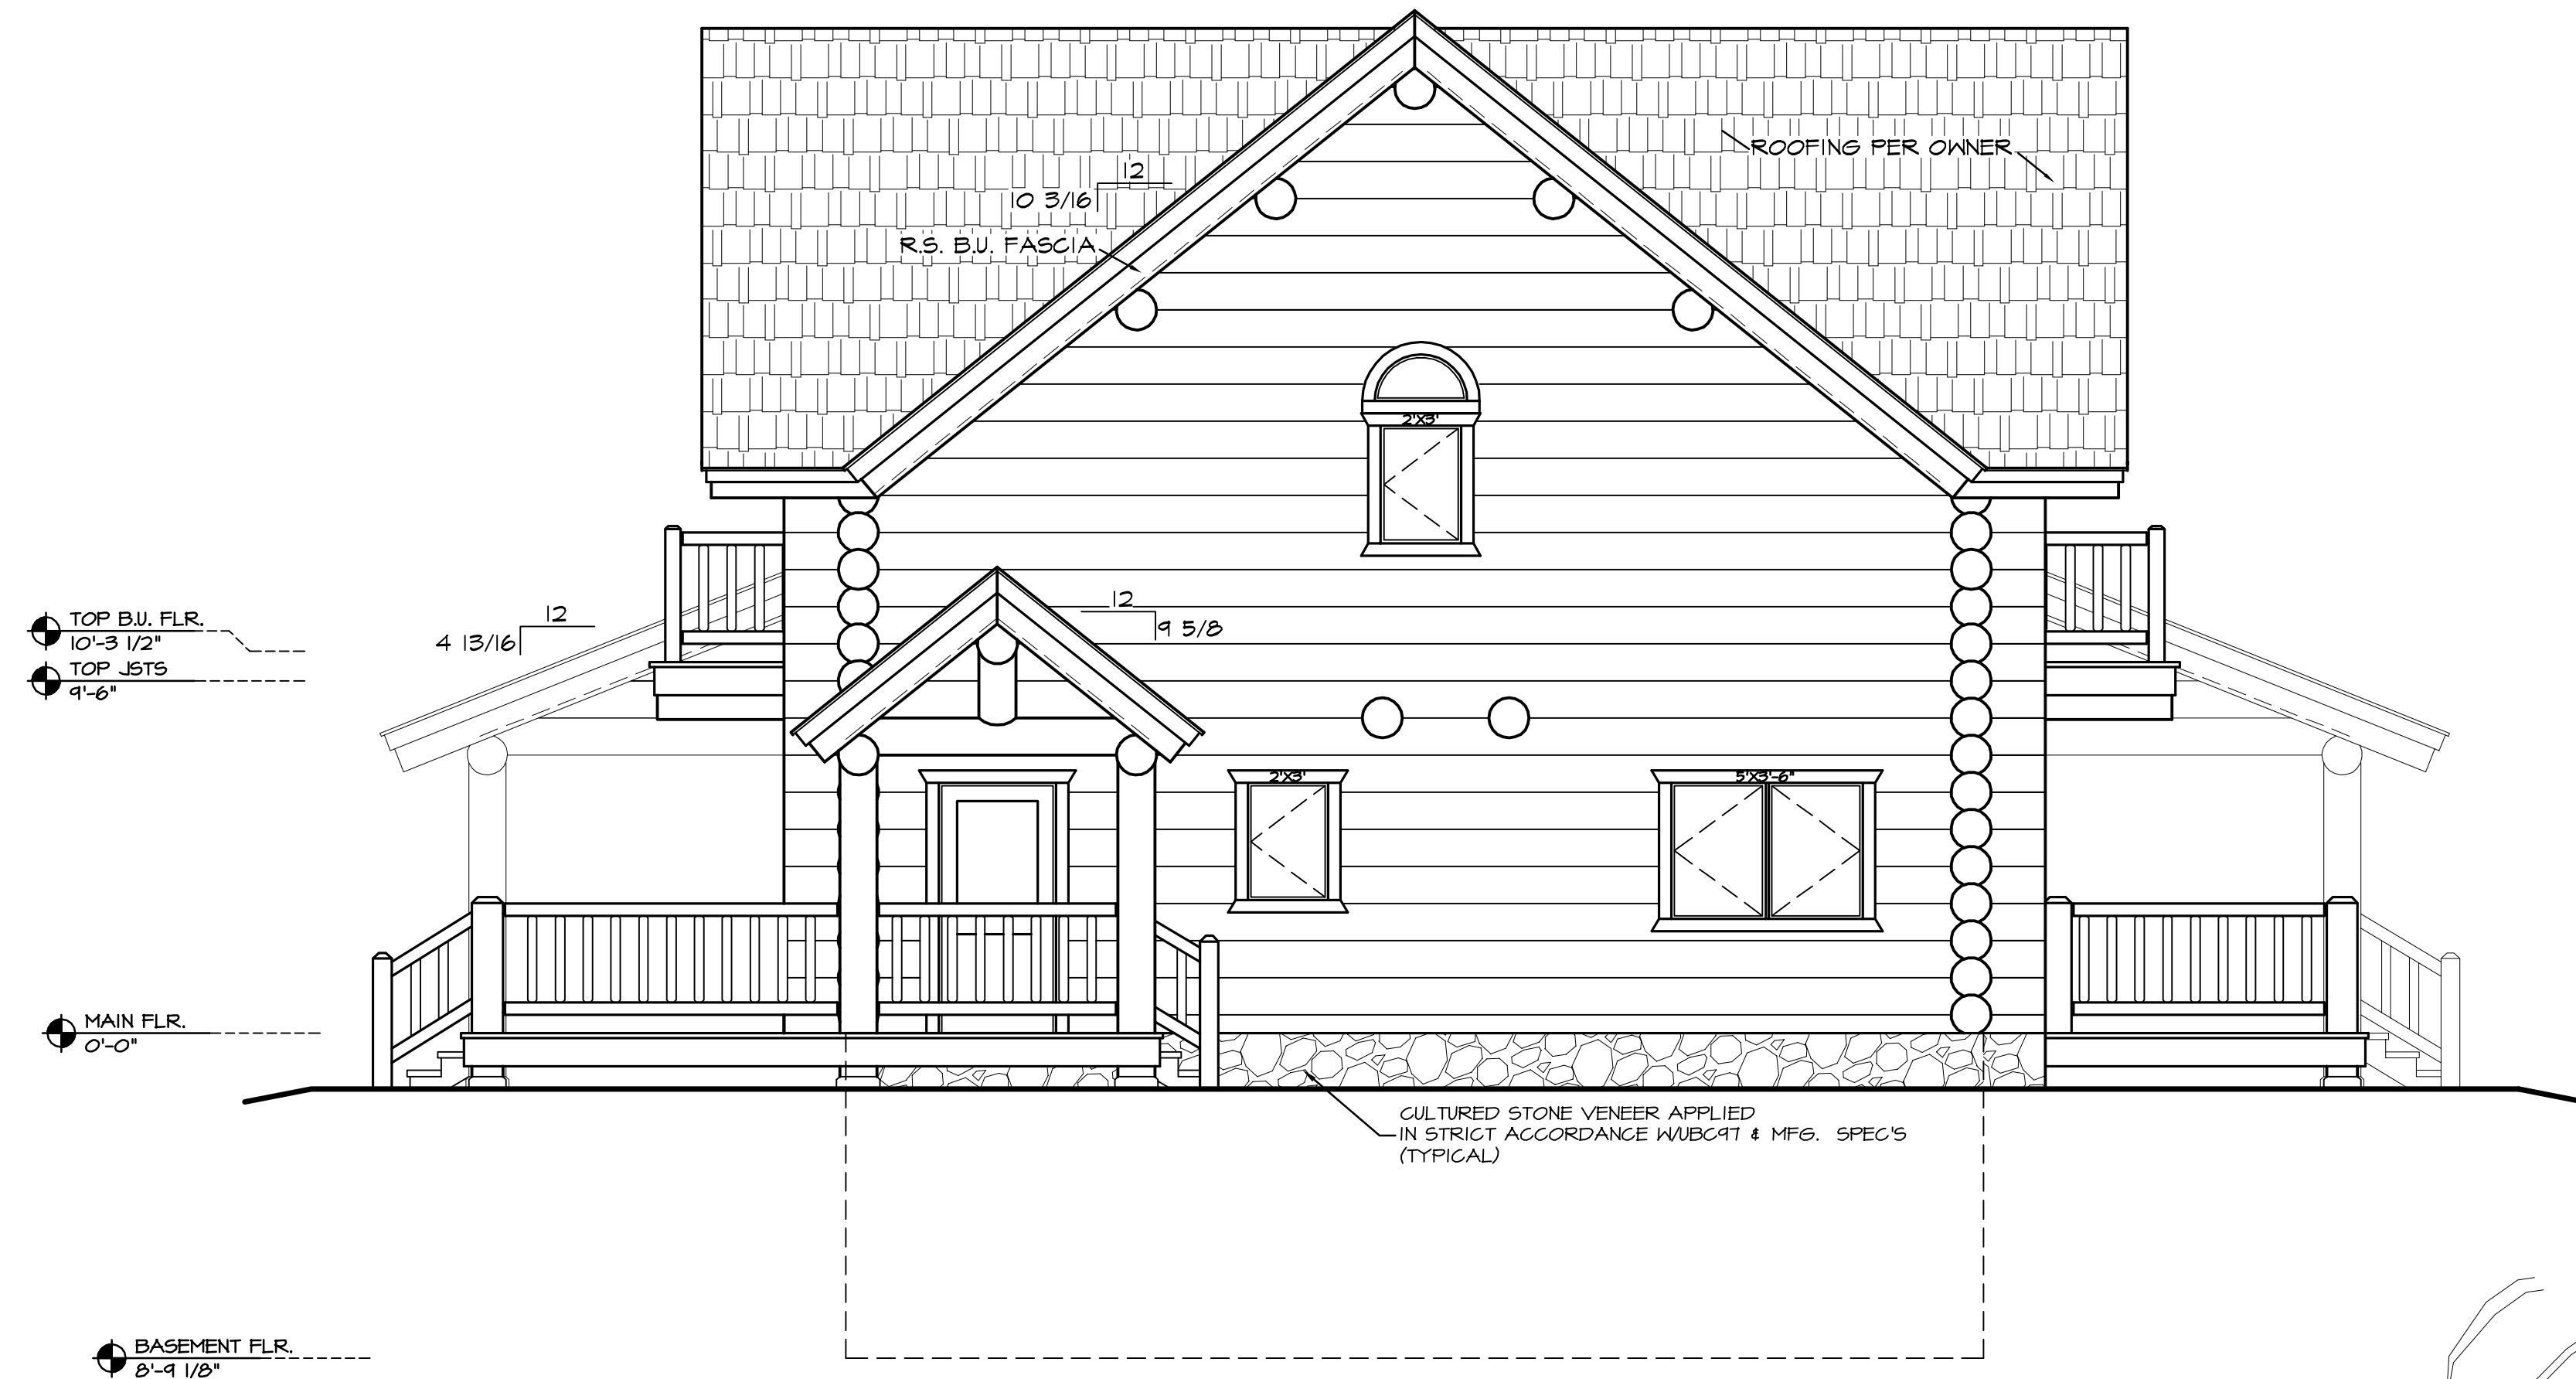 ROOFING PER OWNER
12
10 3/16
R.S. B.U. FASCIA
2'X3'
12
4 13/16
12
9 5/8
TOP B.U. FLR.
10'-3 1/2"
TOP JSTS
9'-6"
2'X3'
5'X3'-6"
MAIN FLR.
0'-0"
CULTURED STONE VENEER APPLIED
IN STRICT ACCORDANCE W/UBC97 & MFG. SPEC'S
(TYPICAL)
BASEMENT FLR.
8'-9 1/8"